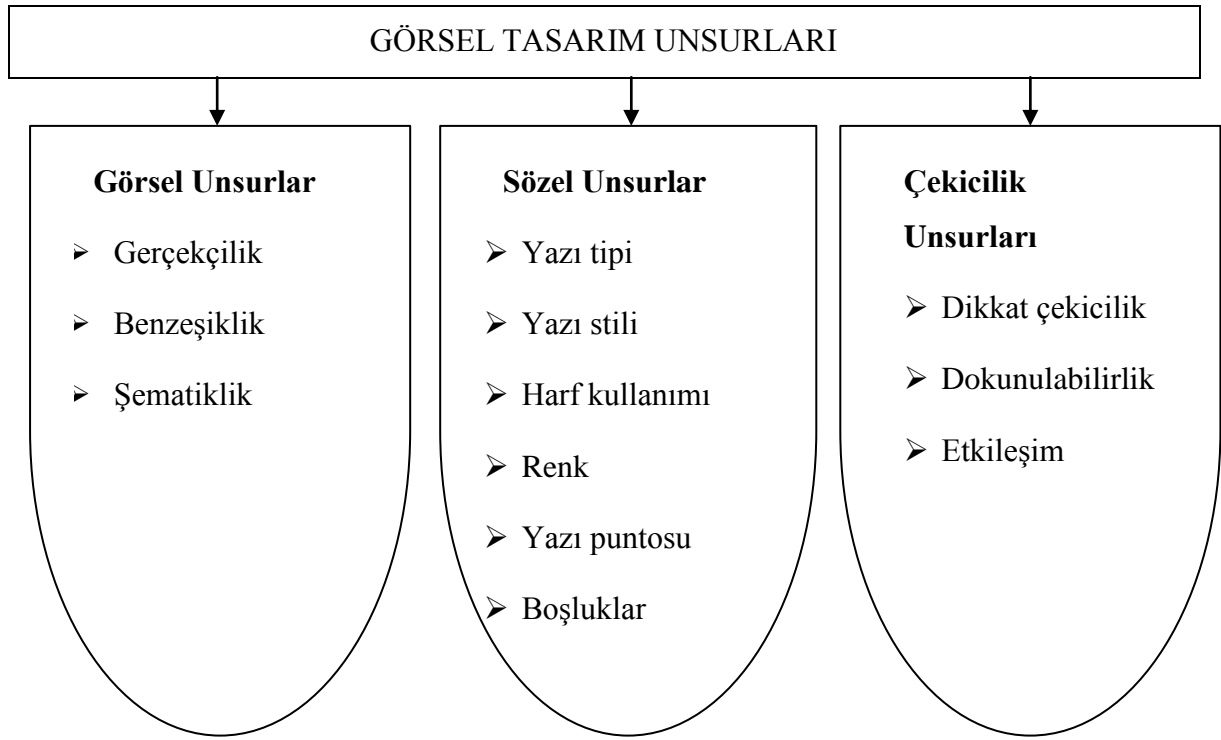 GÖRSEL TASARIM UNSURLARI
Görsel Unsurlar
➢ Gerçekçilik
➢ Benzeşiklik
➢ Şematiklik
Sözel Unsurlar
➢ Yazı tipi
➢ Yazı stili
➢ Harf kullanımı
➢ Renk
➢ Yazı puntosu
➢ Boşluklar
Çekicilik
Unsurları
➢ Dikkat çekicilik
➢ Dokunulabilirlik
➢ Etkileşim